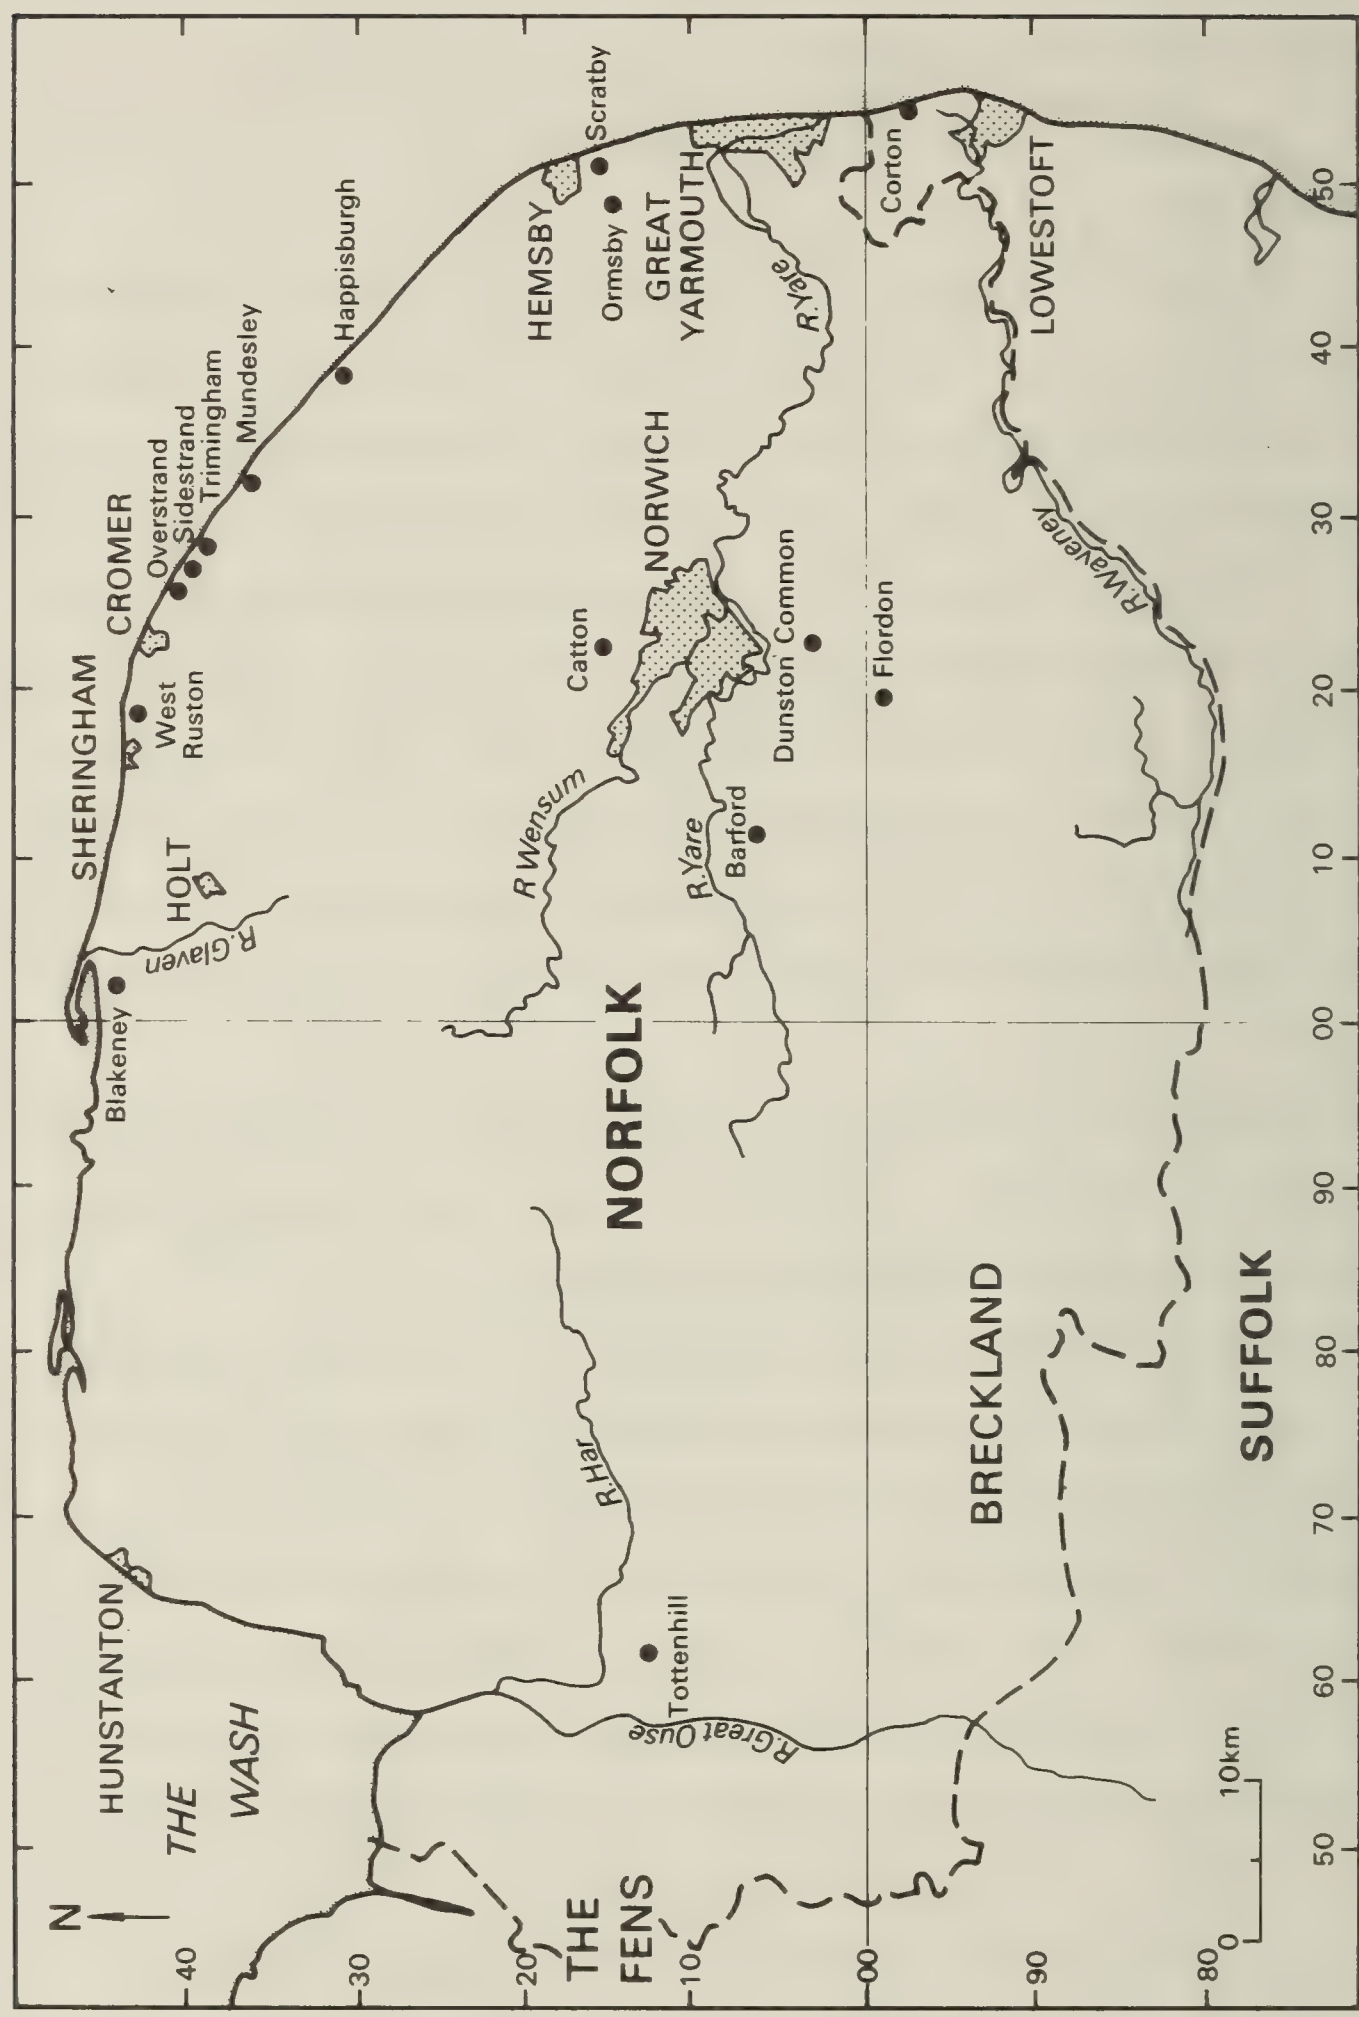 N
THE
WASH
HUNSTANTON
Blakeney
R.Glaven
HOLT
SHERINGHAM
West
Ruston
CROMER
Overstrand
Sidestrand
Trimingham
Mundesley
Happisburgh
HEMSBY
Scratby
Ormsby
GREAT
YARMOUTH
R Wensum
Catton
NORWICH
R.Yare
R.Yare
Barford
Dunston Common
Flordon
Corton
LOWESTOFT
R.Waveney
NORFOLK
R.Har
Tottenhill
R.Great Ouse
THE
FENS
BRECKLAND
SUFFOLK
0
10km
40
30
20
10
00
90
80
50
60
70
80
90
00
10
20
30
40
50